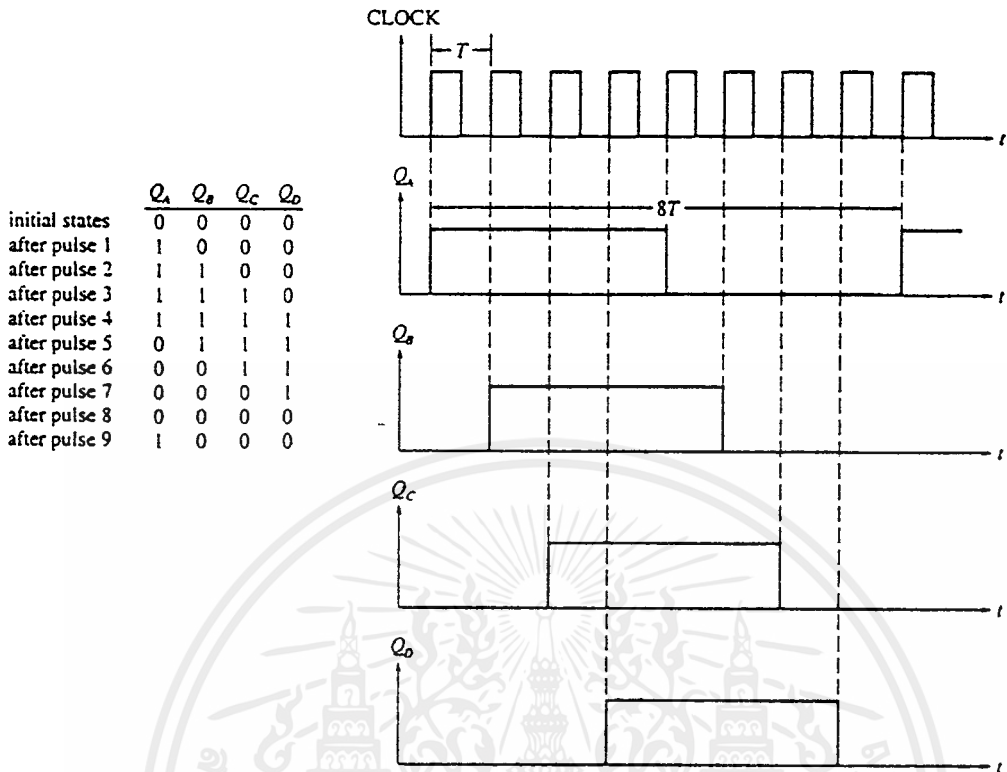 CLOCK
T
t
Q_A
8T
t
Q_A Q_B Q_C Q_D
initial states 0 0 0 0
after pulse 1 1 0 0 0
after pulse 2 1 1 0 0
after pulse 3 1 1 1 0
after pulse 4 1 1 1 1
after pulse 5 0 1 1 1
after pulse 6 0 0 1 1
after pulse 7 0 0 0 1
after pulse 8 0 0 0 0
after pulse 9 1 0 0 0
Q_B
t
Q_C
t
Q_D
t